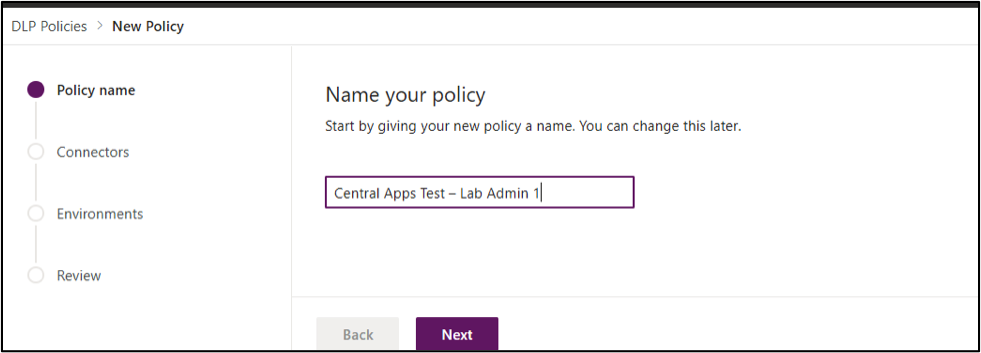 DLP Policies > New Policy
Policy name
Connectors
Environments
Review
Name your policy
Start by giving your new policy a name. You can change this later.
Central Apps Test – Lab Admin 1
Back
Next